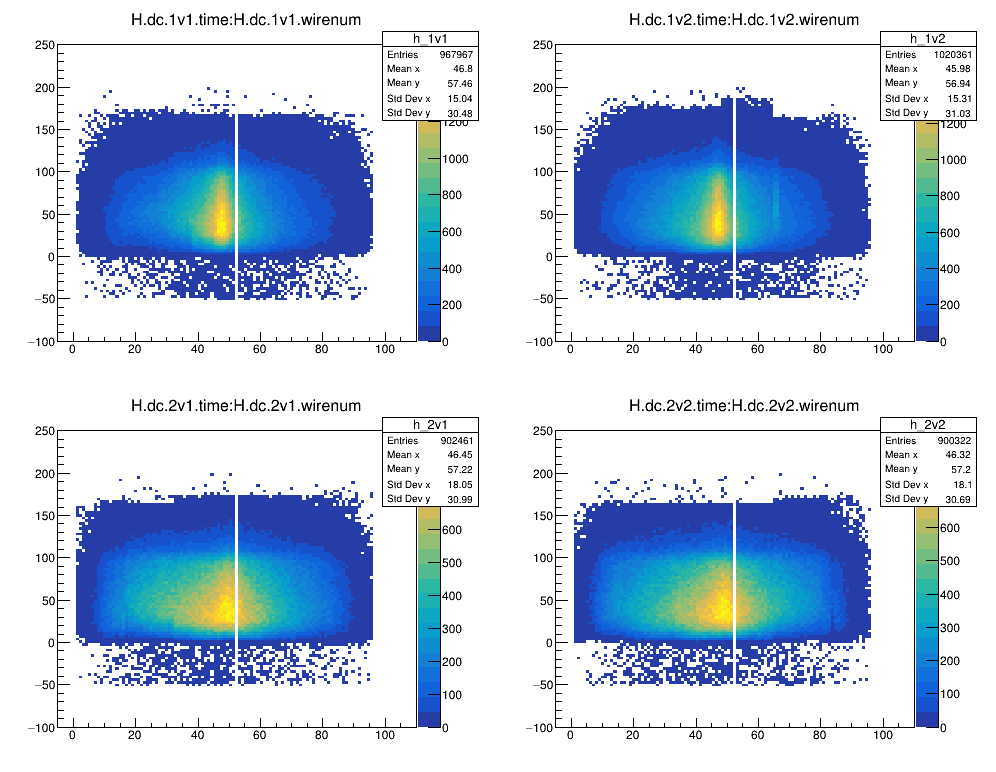 H.dc.1v1.time:H.dc.1v1.wirenum
h_1v1
Entries 967967
Mean x 46.8
Mean y 57.46
Std Dev x 15.04
Std Dev y 30.48
250
200
150
100
50
0
−50
−100
0 20 40 60 80 100
1200
1000
800
600
400
200
0
H.dc.1v2.time:H.dc.1v2.wirenum
h_1v2
Entries 1020361
Mean x 45.98
Mean y 56.94
Std Dev x 15.31
Std Dev y 31.03
250
200
150
100
50
0
−50
−100
0 20 40 60 80 100
1200
1000
800
600
400
200
0
H.dc.2v1.time:H.dc.2v1.wirenum
h_2v1
Entries 902461
Mean x 46.45
Mean y 57.22
Std Dev x 18.05
Std Dev y 30.99
250
200
150
100
50
0
−50
−100
0 20 40 60 80 100
600
500
400
300
200
100
0
H.dc.2v2.time:H.dc.2v2.wirenum
h_2v2
Entries 900322
Mean x 46.32
Mean y 57.2
Std Dev x 18.1
Std Dev y 30.69
250
200
150
100
50
0
−50
−100
0 20 40 60 80 100
600
500
400
300
200
100
0